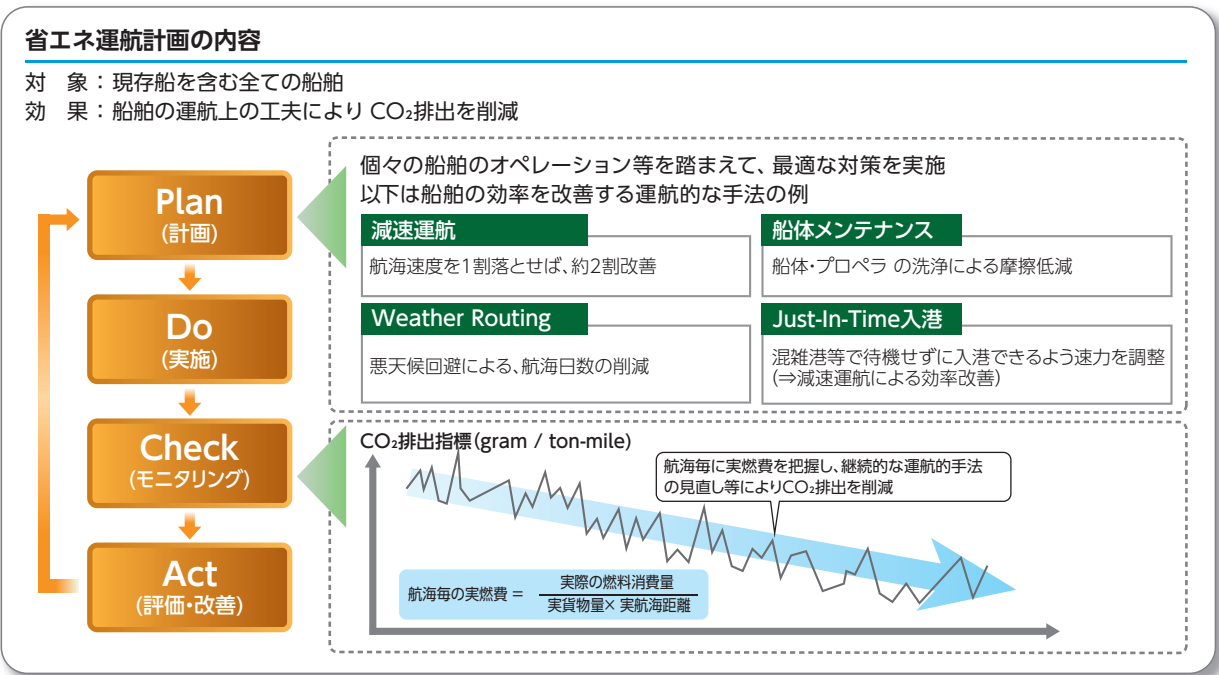 省エネ運航計画の内容
対　象：現存船を含む全ての船舶
効　果：船舶の運航上の工夫により CO₂排出を削減
Plan
(計画)
Do
(実施)
Check
(モニタリング)
Act
(評価・改善)
個々の船舶のオペレーション等を踏まえて、最適な対策を実施
以下は船舶の効率を改善する運航的な手法の例
減速運航
航海速度を1割落とせば、約2割改善
船体メンテナンス
船体・プロペラ の洗浄による摩擦低減
Weather Routing
悪天候回避による、航海日数の削減
Just-In-Time入港
混雑港等で待機せずに入港できるよう速力を調整
(⇒減速運航による効率改善)
CO₂排出指標(gram / ton-mile)
航海毎に実燃費を把握し、継続的な運航的手法
の見直し等によりCO₂排出を削減
航海毎の実燃費 =
実際の燃料消費量
実貨物量× 実航海距離